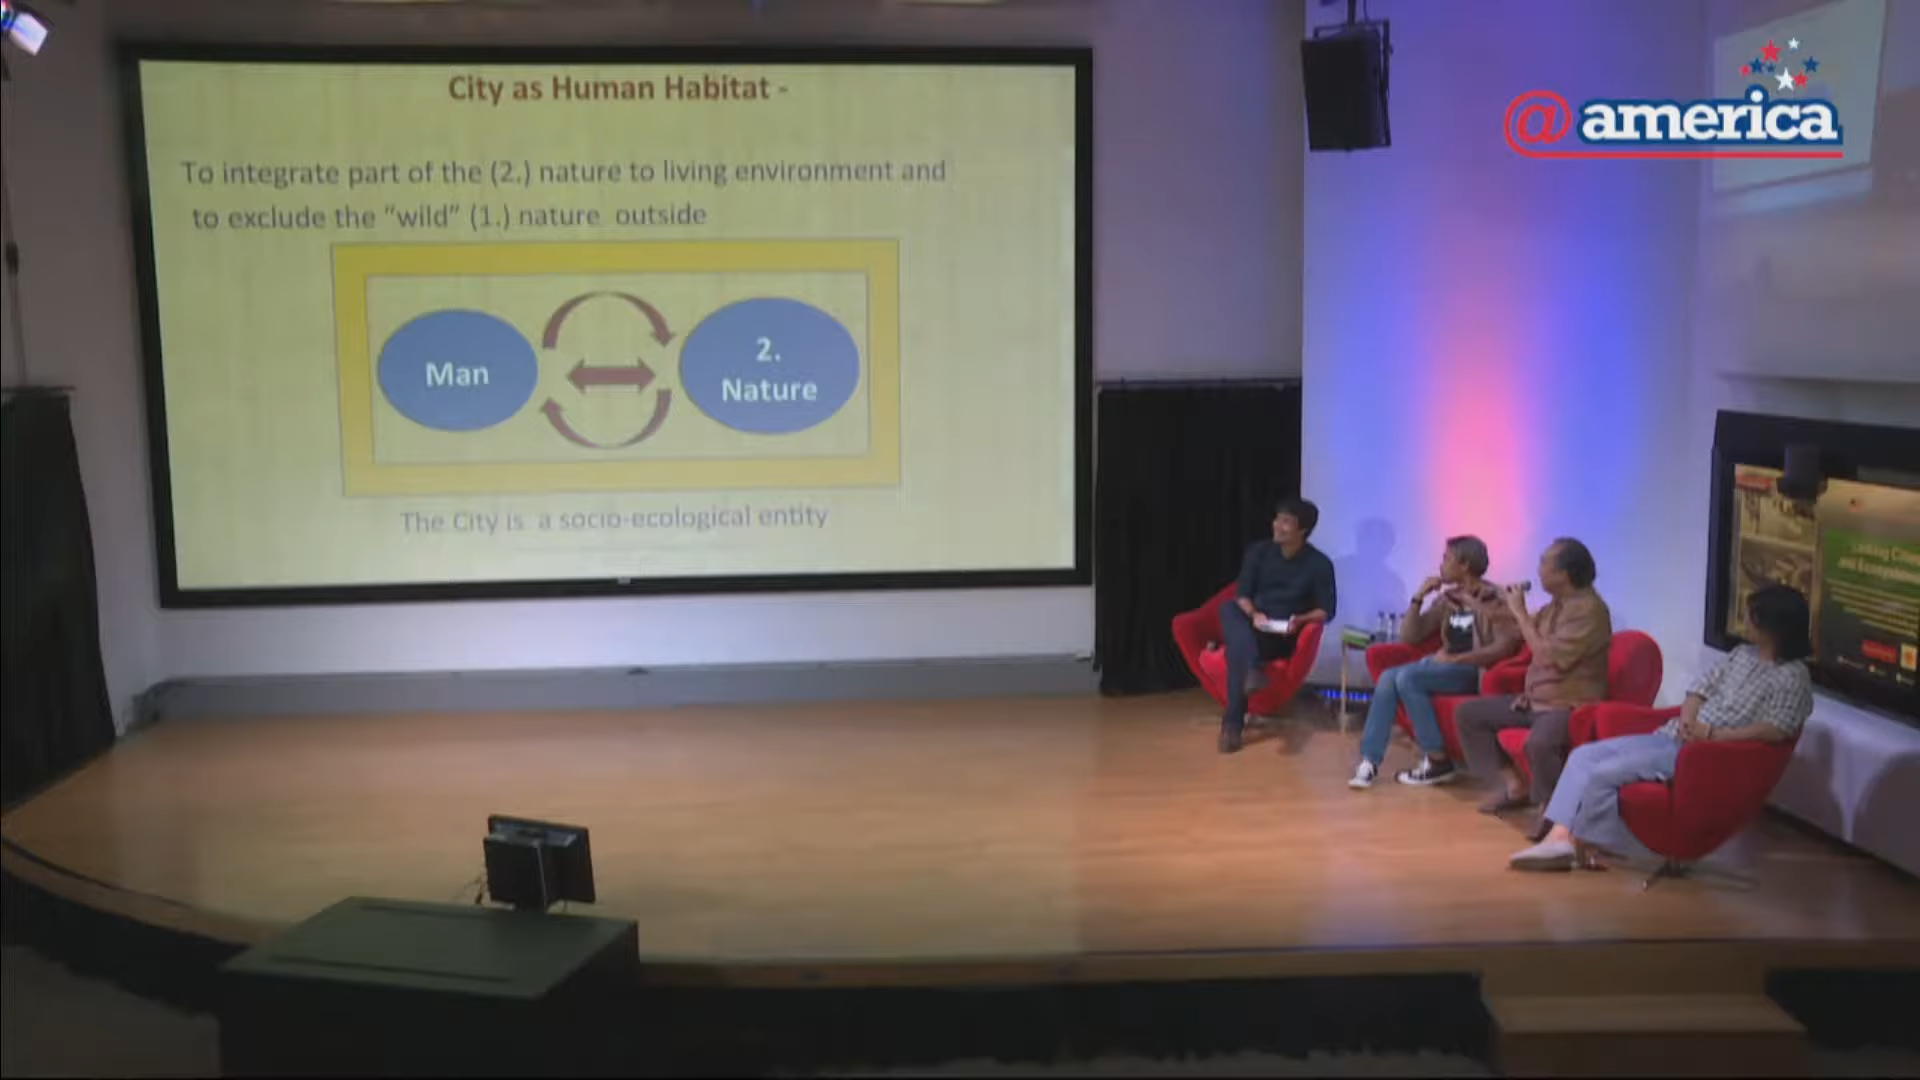 City as Human Habitat -
To integrate part of the (2.) nature to living environment and
to exclude the "wild" (1.) nature outside
Man
2.
Nature
The City is a socio-ecological entity
@america